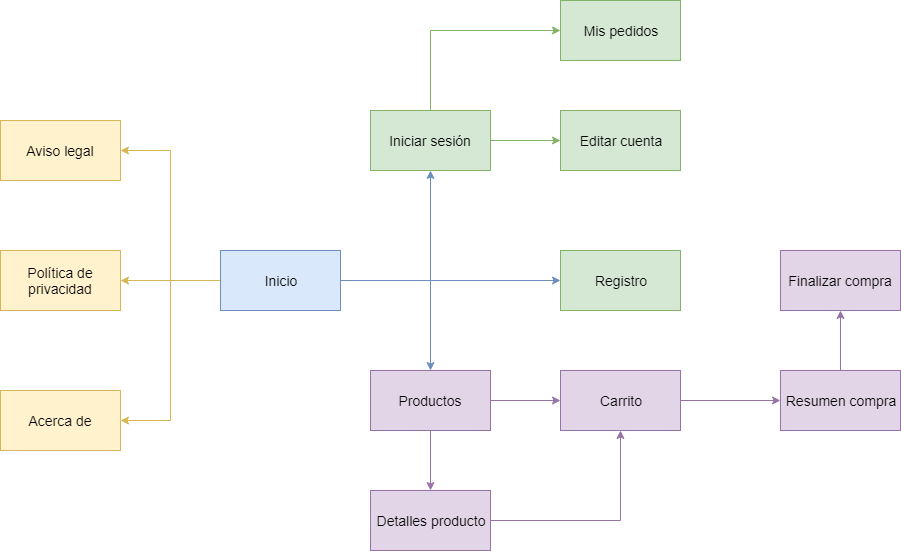 Mis pedidos
Aviso legal
Iniciar sesión
Editar cuenta
Política de
privacidad
Inicio
Registro
Finalizar compra
Acerca de
Productos
Carrito
Resumen compra
Detalles producto